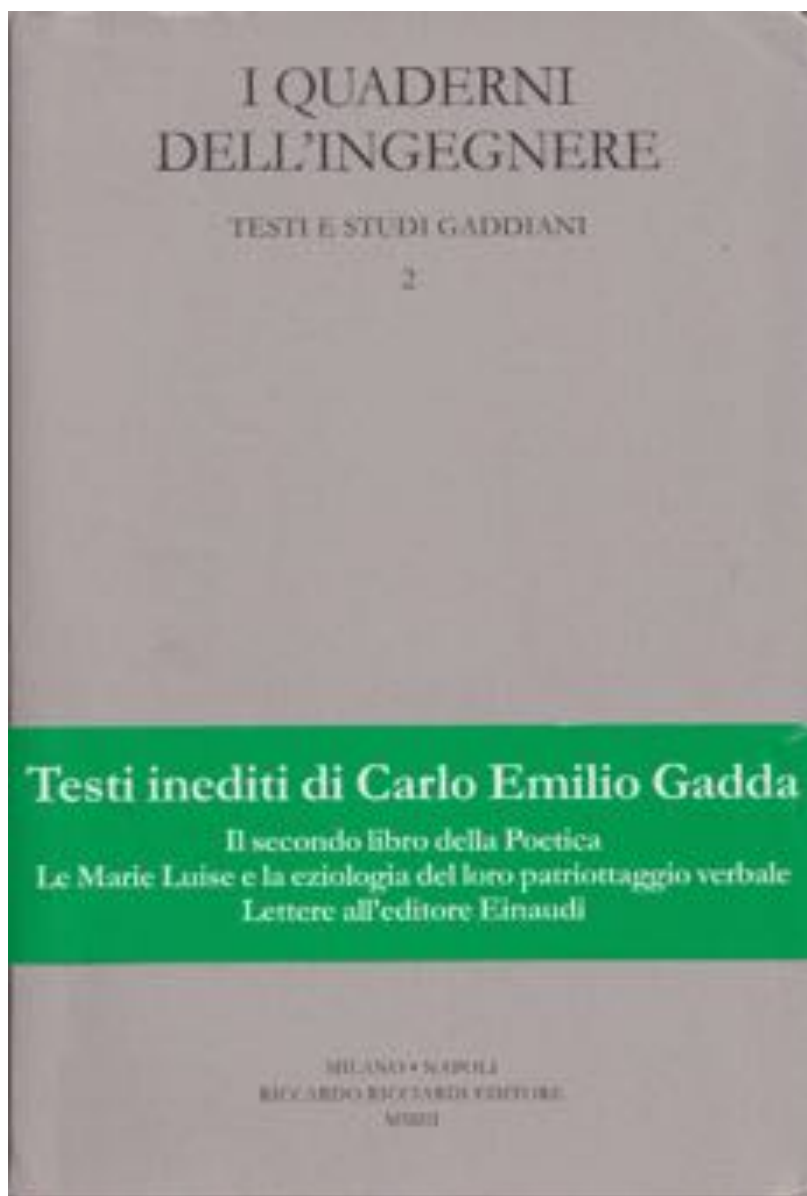 I QUADERNI
DELL'INGEGNERE
TESTI E STUDI GADDIANI
2
Testi inediti di Carlo Emilio Gadda
Il secondo libro della Poetica
Le Marie Luise e la eziologia del loro patriottaggio verbale
Lettere all'editore Einaudi
MILANO • NAPOLI
RICCARDO RICCIARDI EDITORE